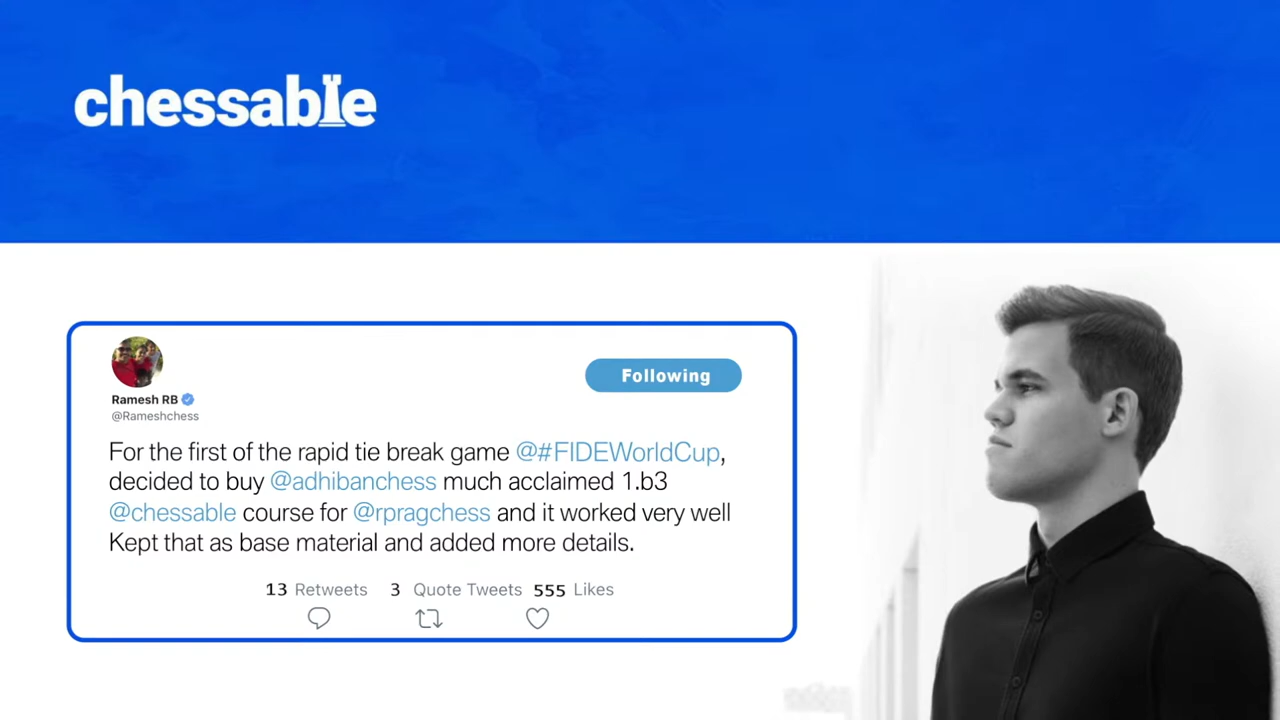 chessable
Following
Ramesh RB
@Rameshchess
For the first of the rapid tie break game @#FIDEWorldCup,
decided to buy @adhibanchess much acclaimed 1.b3
@chessable course for @rpragchess and it worked very well
Kept that as base material and added more details.
13 Retweets 3 Quote Tweets 555 Likes